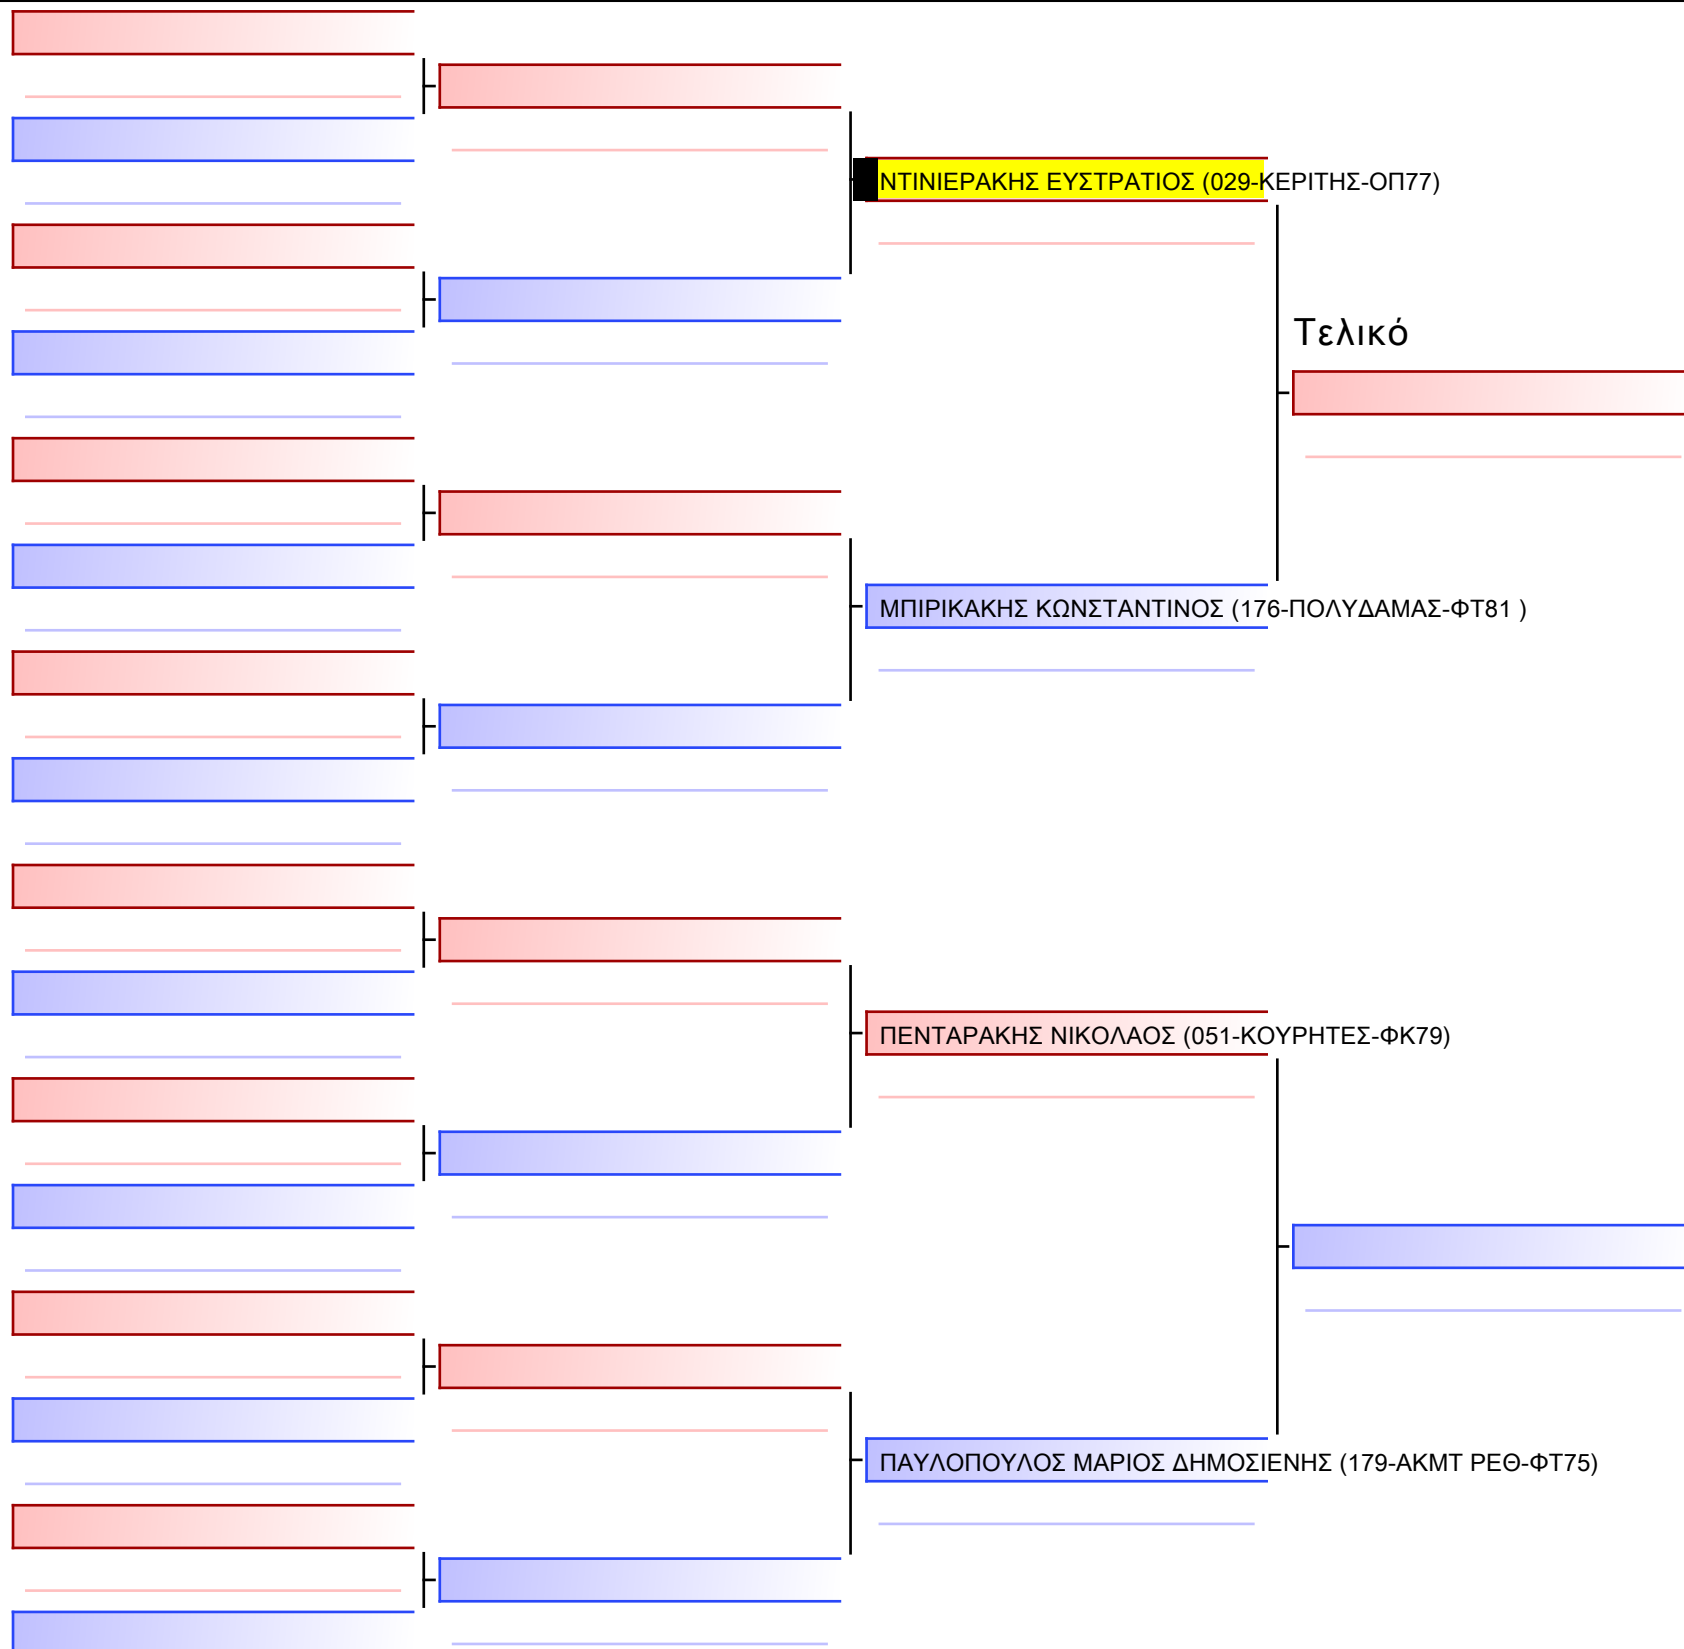 ΝΤΙΝΙΕΡΑΚΗΣ ΕΥΣΤΡΑΤΙΟΣ (029-ΚΕΡΙΤΗΣ-ΟΠ77)
Τελικό
ΜΠΙΡΙΚΑΚΗΣ ΚΩΝΣΤΑΝΤΙΝΟΣ (176-ΠΟΛΥΔΑΜΑΣ-ΦΤ81 )
ΠΕΝΤΑΡΑΚΗΣ ΝΙΚΟΛΑΟΣ (051-ΚΟΥΡΗΤΕΣ-ΦΚ79)
ΠΑΥΛΟΠΟΥΛΟΣ ΜΑΡΙΟΣ ΔΗΜΟΣΙΕΝΗΣ (179-ΑΚΜΤ ΡΕΘ-ΦΤ75)